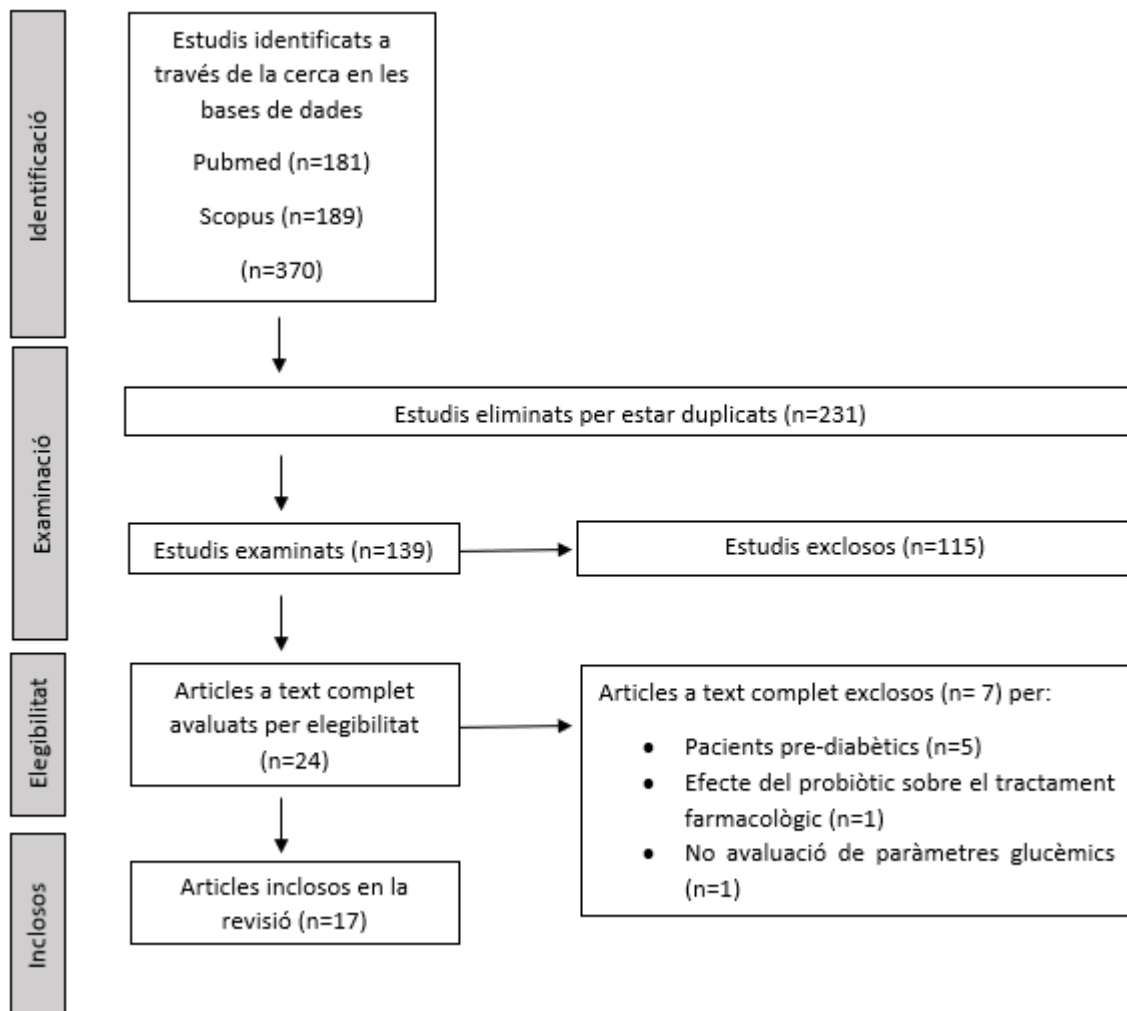 Identificació
Estudis identificats a
través de la cerca en les
bases de dades
Pubmed (n=181)
Scopus (n=189)
(n=370)
Examinació
Estudis eliminats per estar duplicats (n=231)
Estudis examinats (n=139)
Estudis exclosos (n=115)
Elegibilitat
Articles a text complet
avaluats per elegibilitat
(n=24)
Articles a text complet exclosos (n= 7) per:
• Pacients pre-diabètics (n=5)
• Efecte del probiòtic sobre el tractament
farmacològic (n=1)
• No avaluació de paràmetres glucèmics
(n=1)
Inclosos
Articles inclosos en la
revisió (n=17)